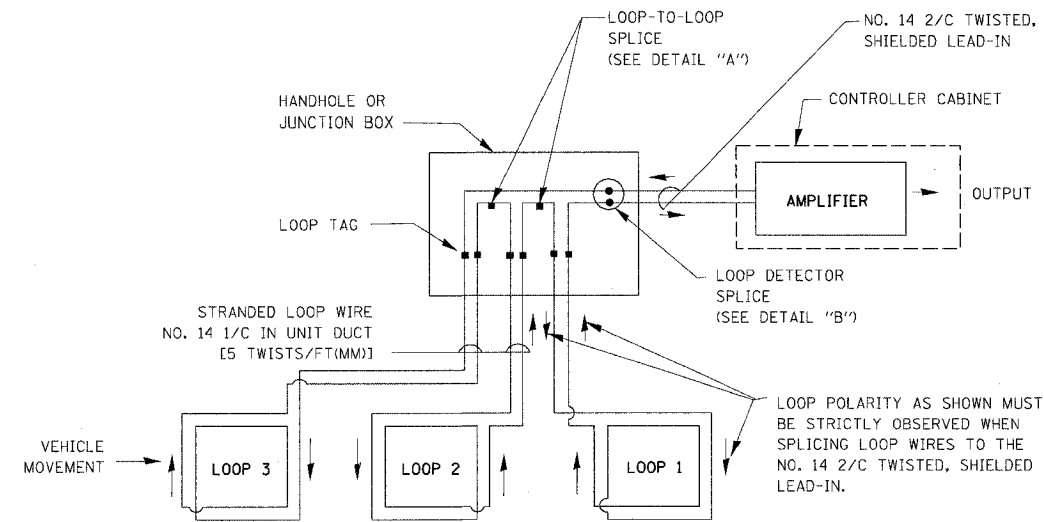 LOOP-TO-LOOP
SPLICE
(SEE DETAIL "A")
NO. 14 2/C TWISTED,
SHIELDED LEAD-IN
HANDHOLE OR
JUNCTION BOX
CONTROLLER CABINET
AMPLIFIER
OUTPUT
LOOP TAG
LOOP DETECTOR
SPLICE
(SEE DETAIL "B")
STRANDED LOOP WIRE
NO. 14 1/C IN UNIT DUCT
[5 TWISTS/FT(MM)]
LOOP POLARITY AS SHOWN MUST
BE STRICTLY OBSERVED WHEN
SPLICING LOOP WIRES TO THE
NO. 14 2/C TWISTED, SHIELDED
LEAD-IN.
VEHICLE
MOVEMENT
LOOP 3
LOOP 2
LOOP 1